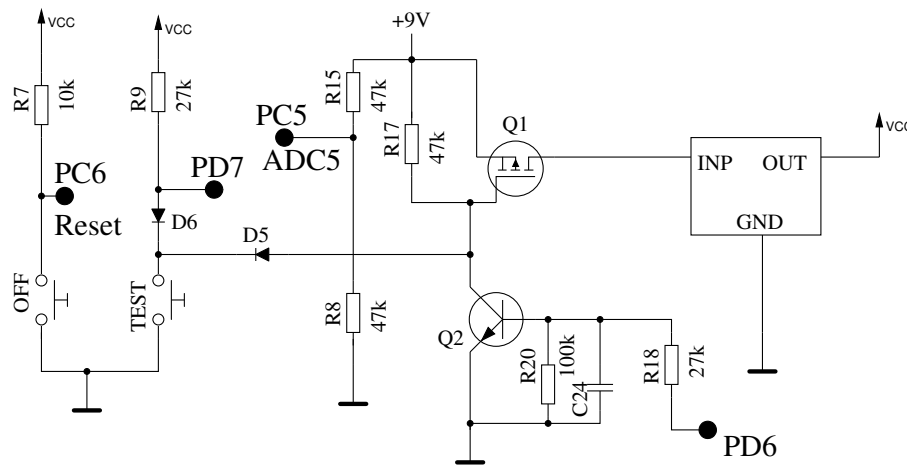 VCC
VCC
+9V
R7
10k
R9
27k
R15
47k
PC5
ADC5
R17
47k
Q1
VCC
INP
OUT
GND
PC6
Reset
PD7
D6
D5
OFF
TEST
R8
47k
Q2
R20
100k
C24
R18
27k
PD6